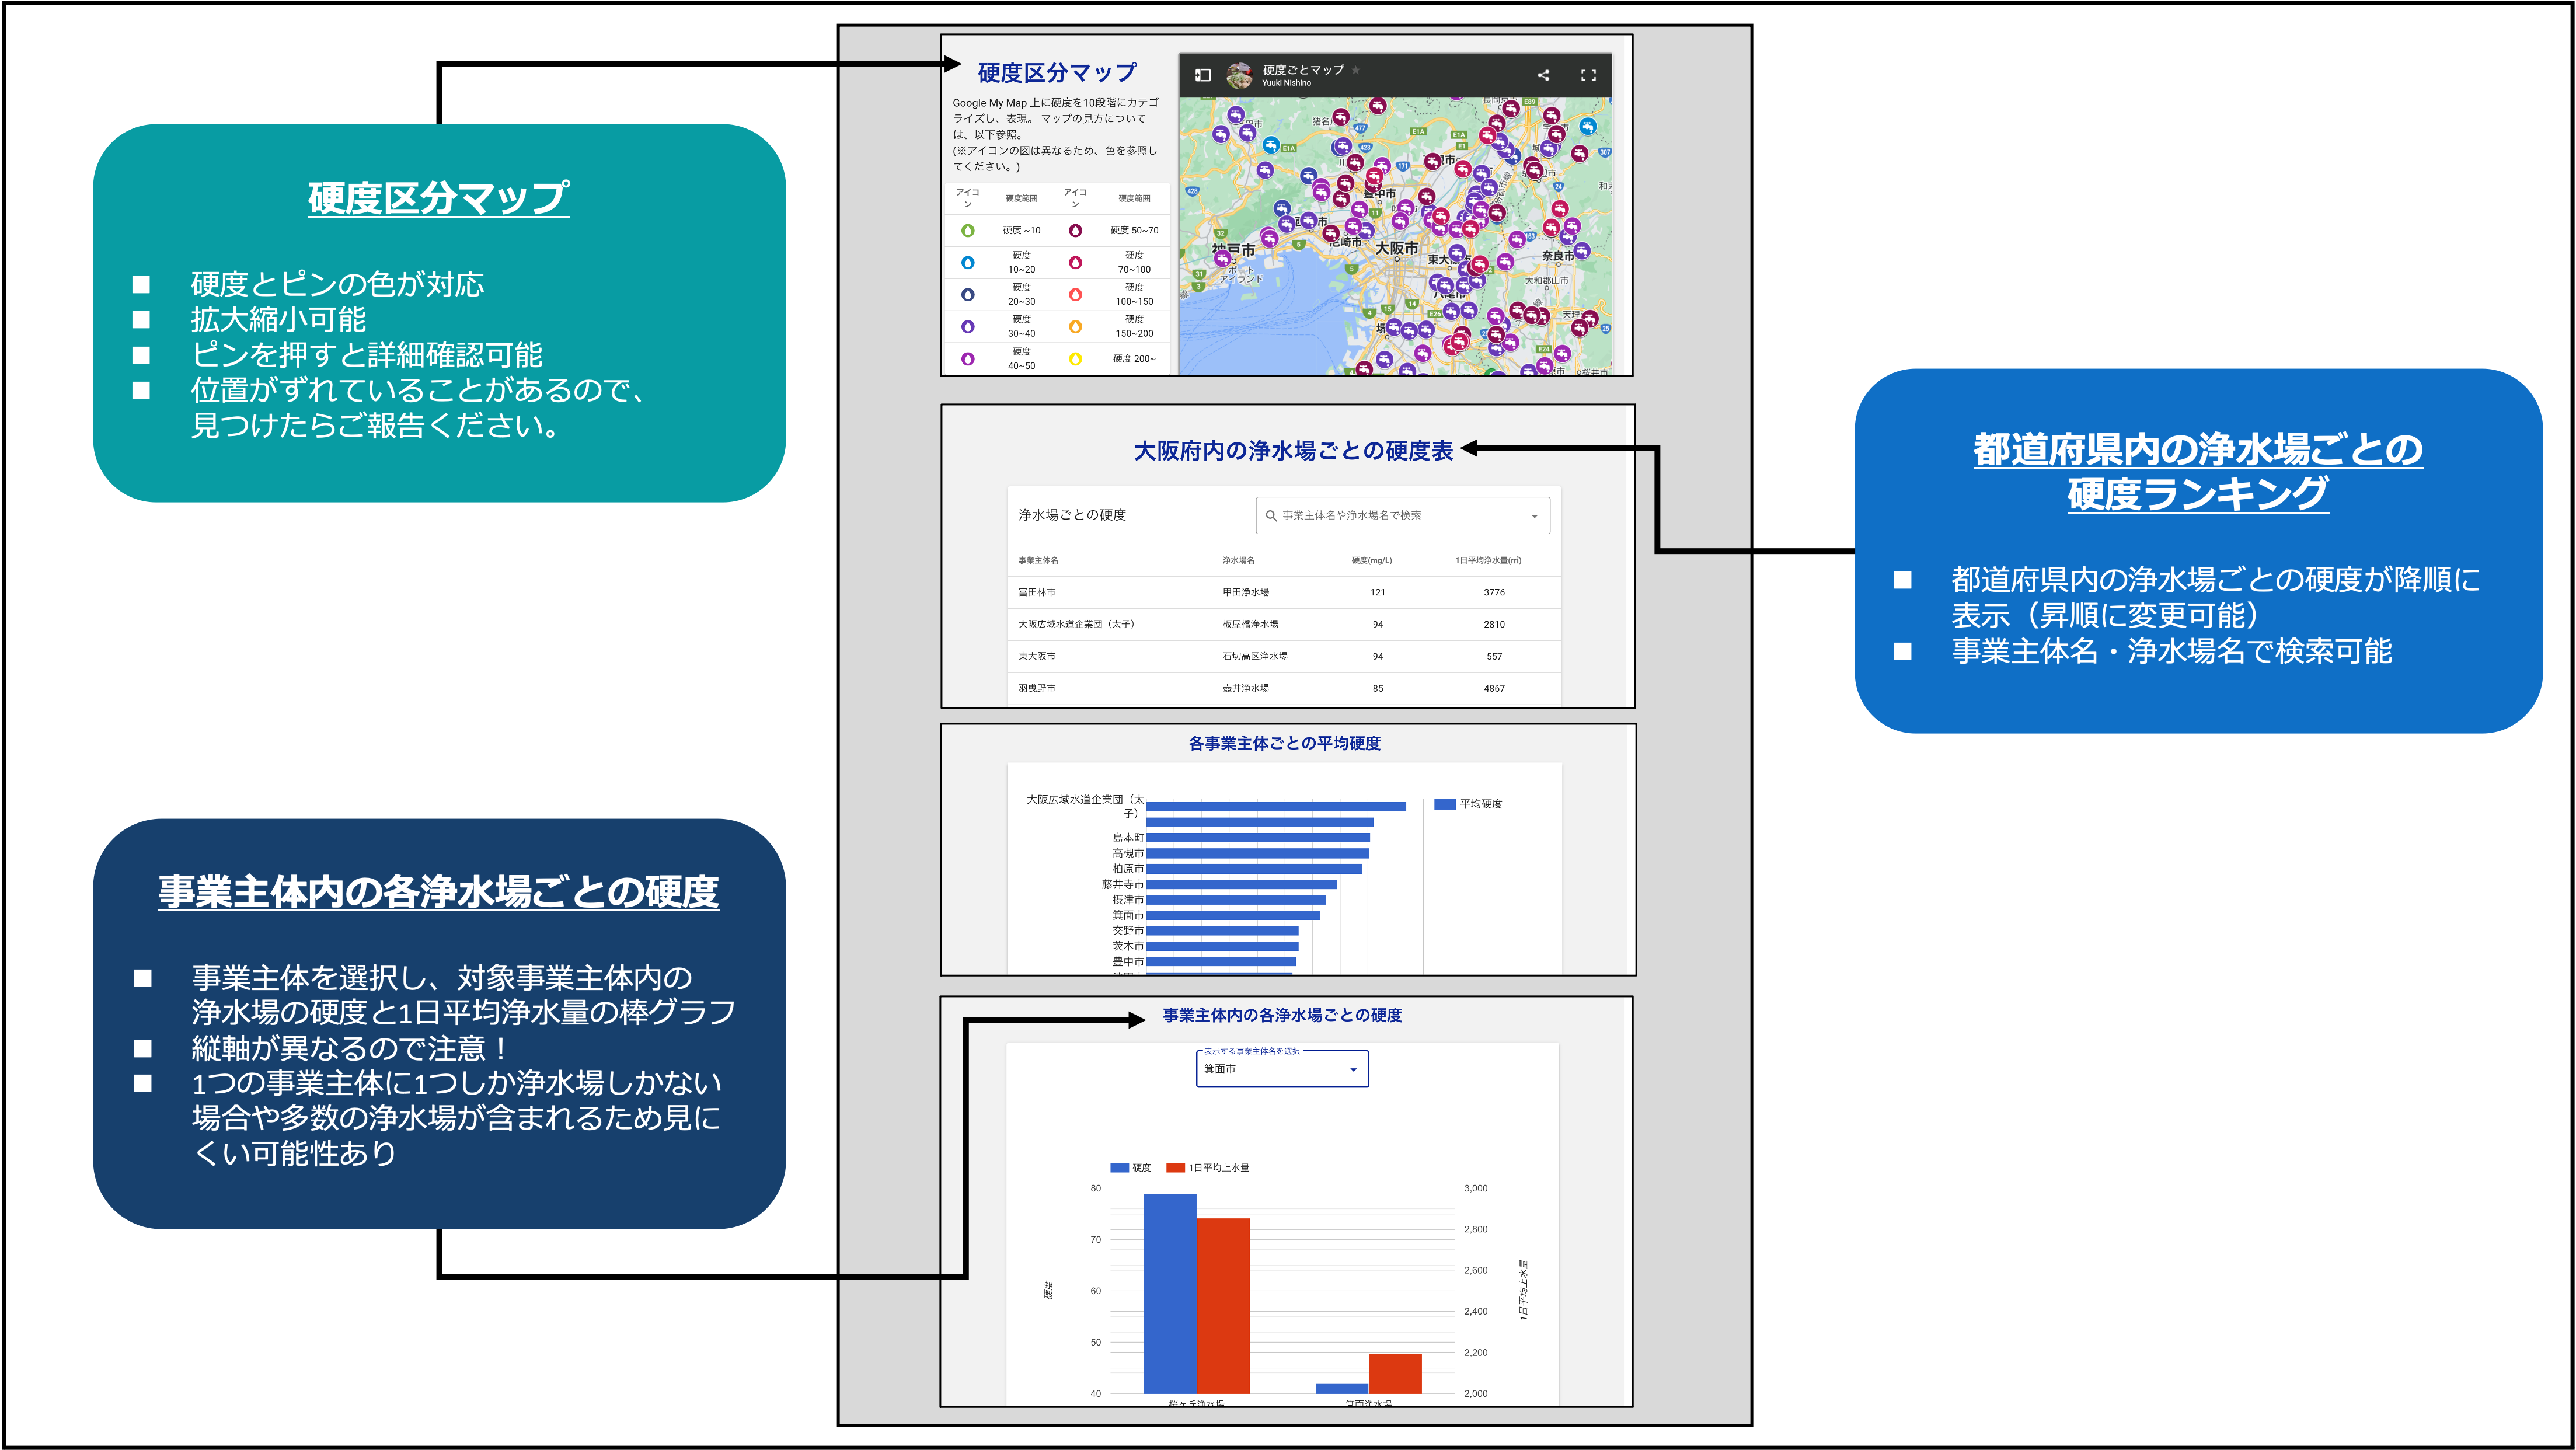 硬度区分マップ
■ 硬度とピンの色が対応
■ 拡大縮小可能
■ ピンを押すと詳細確認可能
■ 位置がずれていることがあるので、
見つけたらご報告ください。
事業主体内の各浄水場ごとの硬度
■ 事業主体を選択し、対象事業主体内の
浄水場の硬度と1日平均浄水量の棒グラフ
■ 縦軸が異なるので注意！
■ 1つの事業主体に1つしか浄水場しかない
場合や多数の浄水場が含まれるため見に
くい可能性あり
硬度区分マップ
Google My Map 上に硬度を10段階にカテゴ
ライズし、表現。 マップの見方について
は、以下参照。
(※アイコンの図は異なるため、色を参照し
てください。)
アイコン 硬度範囲 アイコン 硬度範囲
硬度 ~10 硬度 50~70
硬度 10~20 硬度 70~100
硬度 20~30 硬度 100~150
硬度 30~40 硬度 150~200
硬度 40~50 硬度 200~
硬度ごとマップ
Yuuki Nishino
神戸市
ポート
アイランド
尼崎市
豊中市
大阪市
奈良市
大和郡山市
天理
桜井市
大阪府内の浄水場ごとの硬度表
浄水場ごとの硬度 事業主体名や浄水場名で検索
事業主体名 浄水場名 硬度(mg/L) 1日平均浄水量(㎥)
富田林市 甲田浄水場 121 3776
大阪広域水道企業団（太子） 板屋橋浄水場 94 2810
東大阪市 石切高区浄水場 94 557
羽曳野市 壺井浄水場 85 4867
各事業主体ごとの平均硬度
大阪広域水道企業団（太
子）
平均硬度
島本町
高槻市
柏原市
藤井寺市
摂津市
箕面市
交野市
茨木市
豊中市
事業主体内の各浄水場ごとの硬度
表示する事業主体名を選択
箕面市
硬度 1日平均上水量
80 3,000
2,800
70
2,600
60
2,400
50
2,200
40 2,000
硬度
1日平均上水量
桜ヶ丘浄水場 箕面浄水場
都道府県内の浄水場ごとの
硬度ランキング
■ 都道府県内の浄水場ごとの硬度が降順に
表示（昇順に変更可能）
■ 事業主体名・浄水場名で検索可能